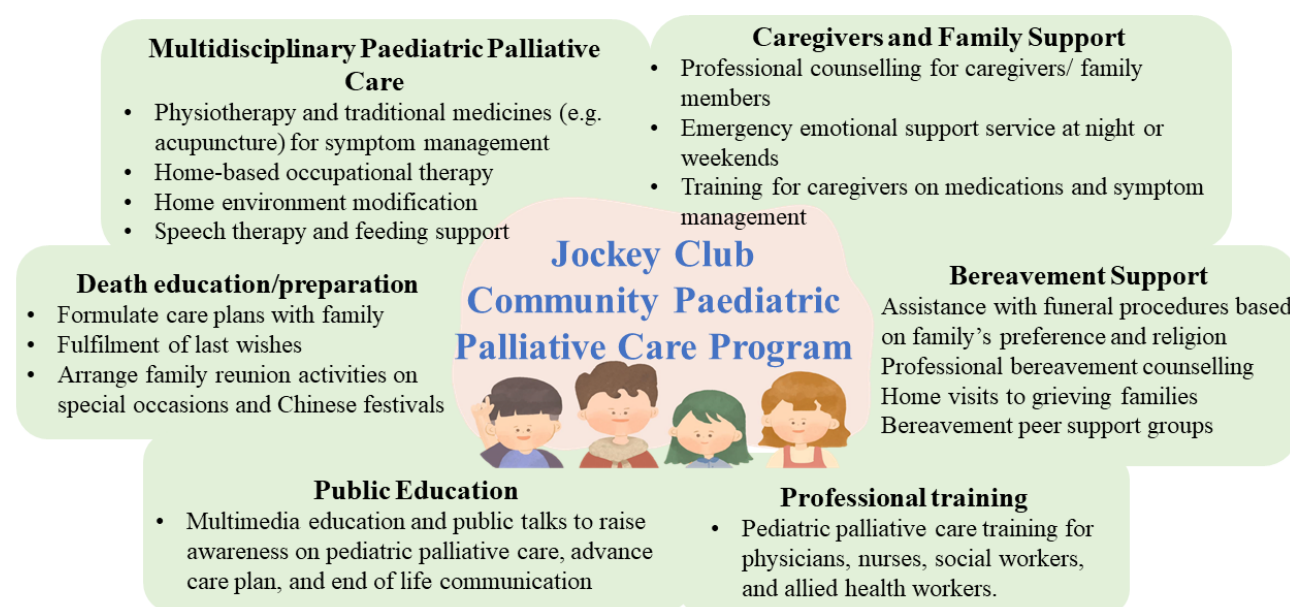 Multidisciplinary Paediatric Palliative
Care
• Physiotherapy and traditional medicines (e.g.
acupuncture) for symptom management
• Home-based occupational therapy
• Home environment modification
• Speech therapy and feeding support
Caregivers and Family Support
• Professional counselling for caregivers/ family
members
• Emergency emotional support service at night or
weekends
• Training for caregivers on medications and symptom
management
Jockey Club
Community Paediatric
Palliative Care Program
Death education/preparation
• Formulate care plans with family
• Fulfilment of last wishes
• Arrange family reunion activities on
special occasions and Chinese festivals
Bereavement Support
Assistance with funeral procedures based
on family’s preference and religion
Professional bereavement counselling
Home visits to grieving families
Bereavement peer support groups
Public Education
• Multimedia education and public talks to raise
awareness on pediatric palliative care, advance
care plan, and end of life communication
Professional training
• Pediatric palliative care training for
physicians, nurses, social workers,
and allied health workers.